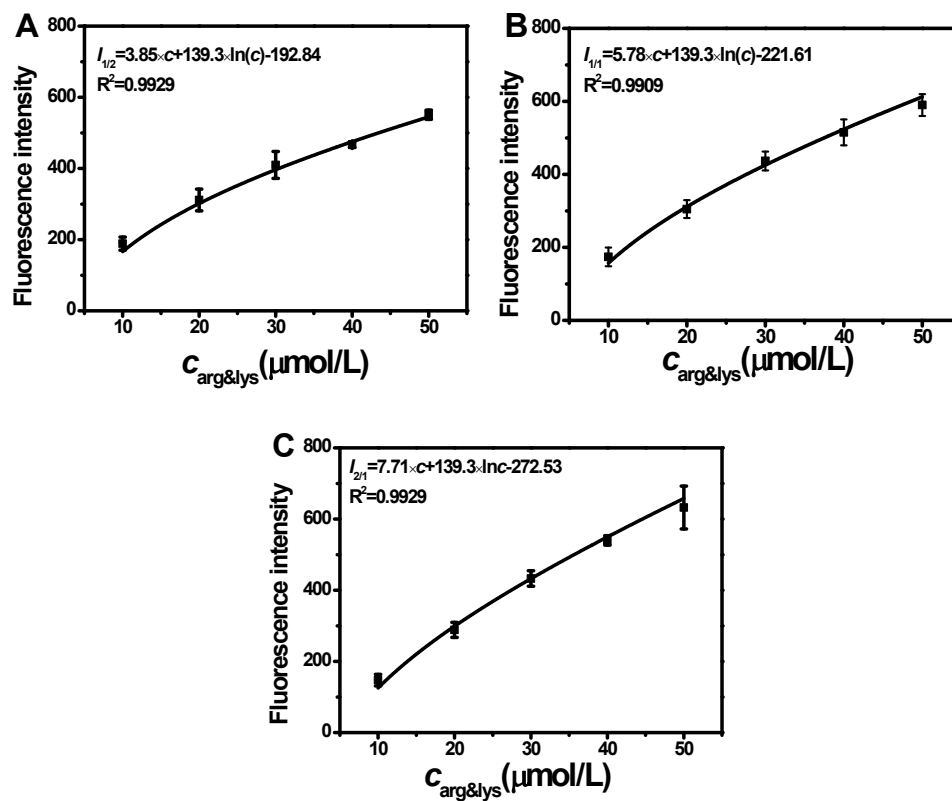 A
I1/2=3.85×c+139.3×ln(c)-192.84
R2=0.9929
Fluorescence intensity
800
600
400
200
0
10 20 30 40 50
carg&lys(μmol/L)
B
I1/1=5.78×c+139.3×ln(c)-221.61
R2=0.9909
Fluorescence intensity
800
600
400
200
0
10 20 30 40 50
carg&lys(μmol/L)
C
I2/1=7.71×c+139.3×lnc-272.53
R2=0.9929
Fluorescence intensity
800
600
400
200
0
10 20 30 40 50
carg&lys(μmol/L)